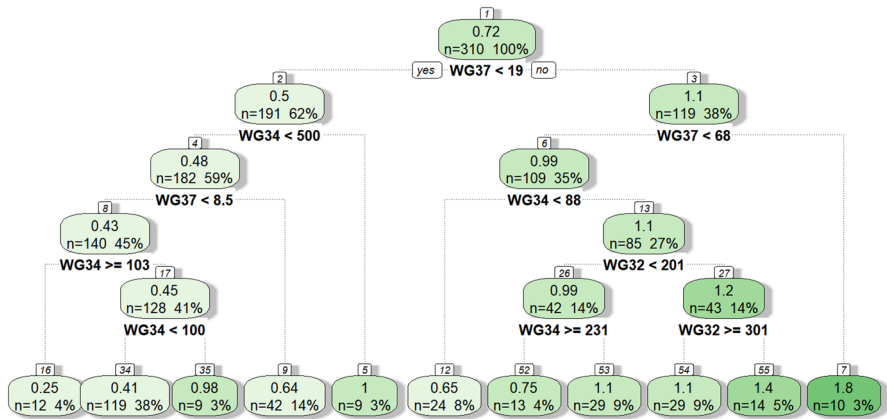 1
0.72
n=310 100%
yes WG37 < 19 no
2
0.5
n=191 62%
WG34 < 500
3
1.1
n=119 38%
WG37 < 68
4
0.48
n=182 59%
WG37 < 8.5
6
0.99
n=109 35%
WG34 < 88
8
0.43
n=140 45%
WG34 >= 103
13
1.1
n=85 27%
WG32 < 201
17
0.45
n=128 41%
WG34 < 100
26
0.99
n=42 14%
WG34 >= 231
27
1.2
n=43 14%
WG32 >= 301
16
0.25
n=12 4%
34
0.41
n=119 38%
35
0.98
n=9 3%
9
0.64
n=42 14%
5
1
n=9 3%
12
0.65
n=24 8%
52
0.75
n=13 4%
53
1.1
n=29 9%
54
1.1
n=29 9%
55
1.4
n=14 5%
7
1.8
n=10 3%